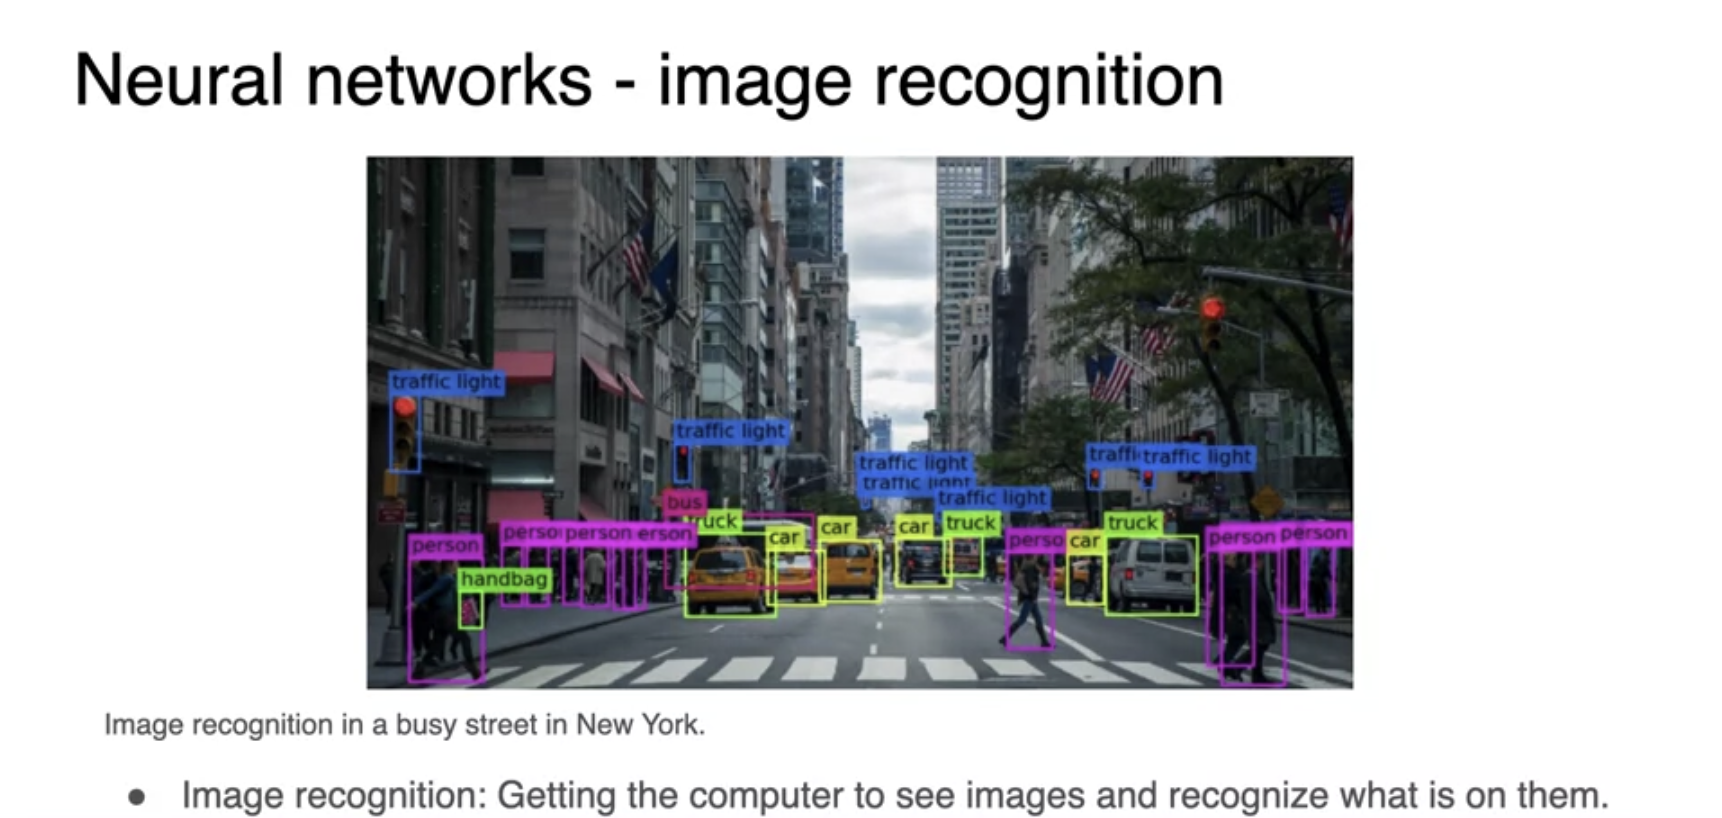 Neural networks - image recognition
traffic light
traffic light
traffic light
traffic light
traffic light
traffi traffic light
bus
truck
car
car
car
truck
truck
person
perso person erson
handbag
perso
car
person person
Image recognition in a busy street in New York.
● Image recognition: Getting the computer to see images and recognize what is on them.